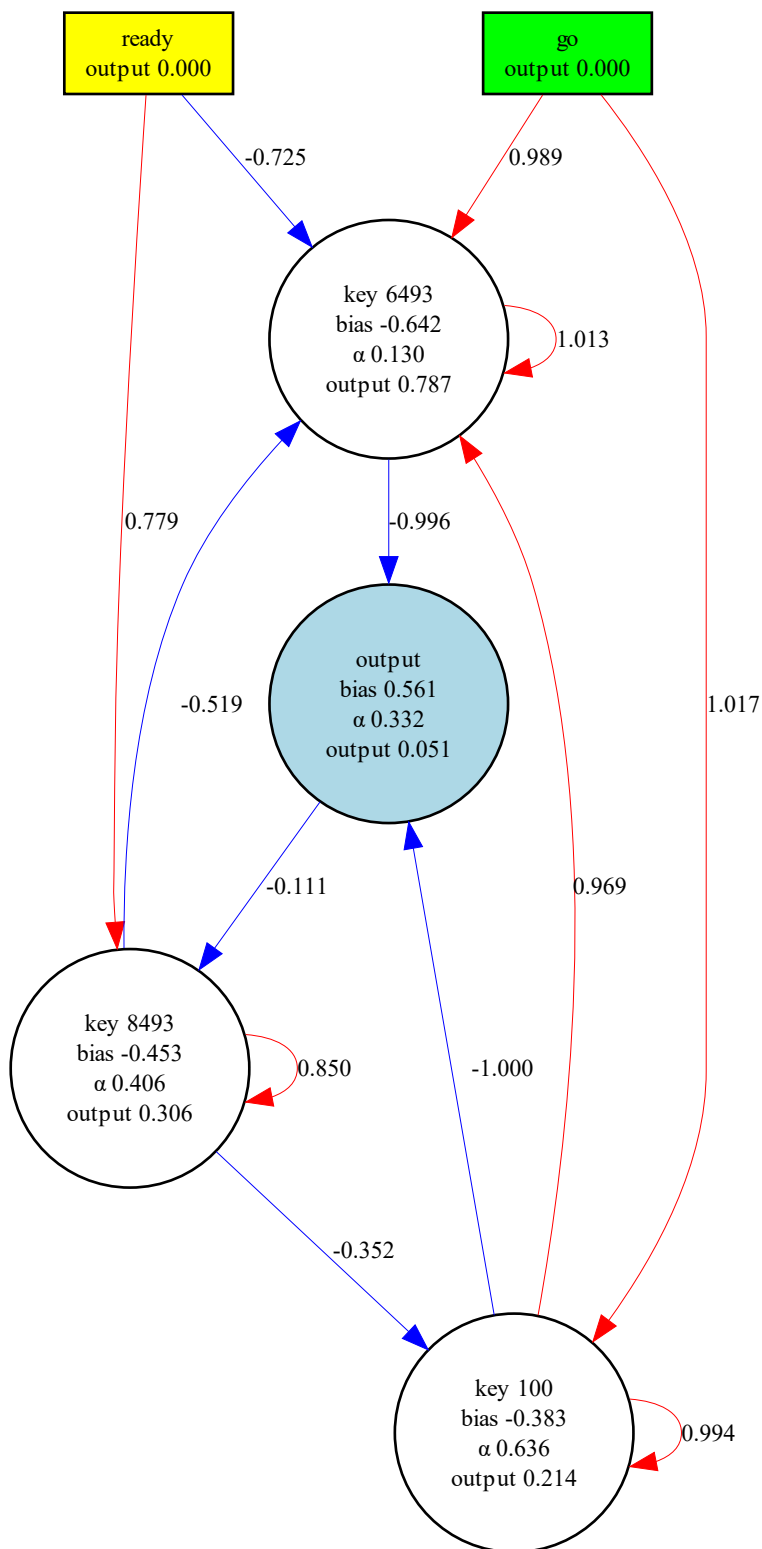 ready
output 0.000
go
output 0.000
-0.725
0.989
key 6493
bias -0.642
α 0.130
output 0.787
1.013
0.779
-0.996
output
bias 0.561
α 0.332
output 0.051
-0.519
1.017
-0.111
0.969
key 8493
bias -0.453
α 0.406
output 0.306
0.850
-1.000
-0.352
key 100
bias -0.383
α 0.636
output 0.214
0.994